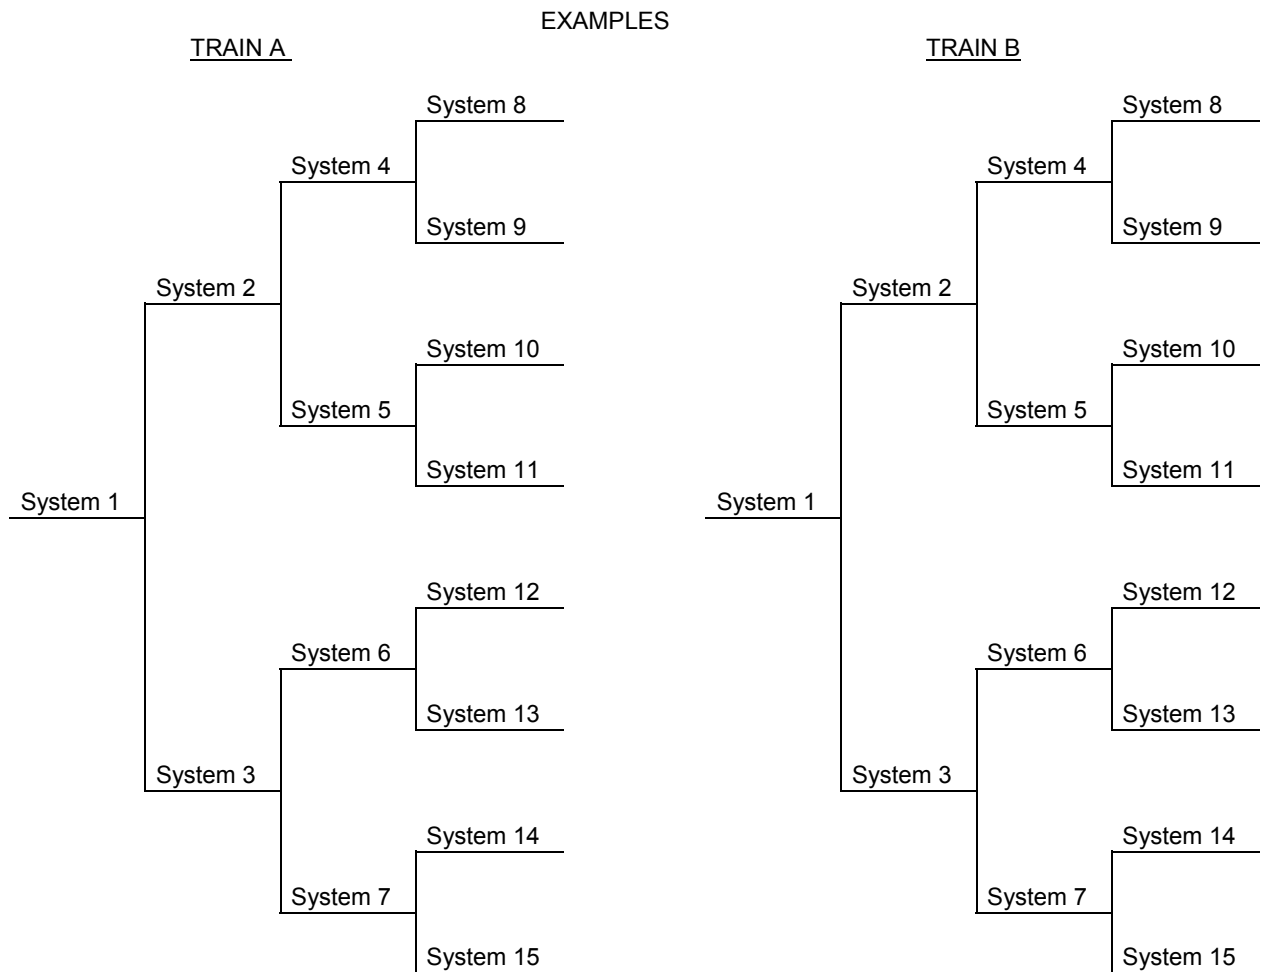 EXAMPLES
TRAIN A
TRAIN B
System 8
System 8
System 4
System 4
System 9
System 9
System 2
System 2
System 10
System 10
System 5
System 5
System 11
System 11
System 1
System 1
System 12
System 12
System 6
System 6
System 13
System 13
System 3
System 3
System 14
System 14
System 7
System 7
System 15
System 15